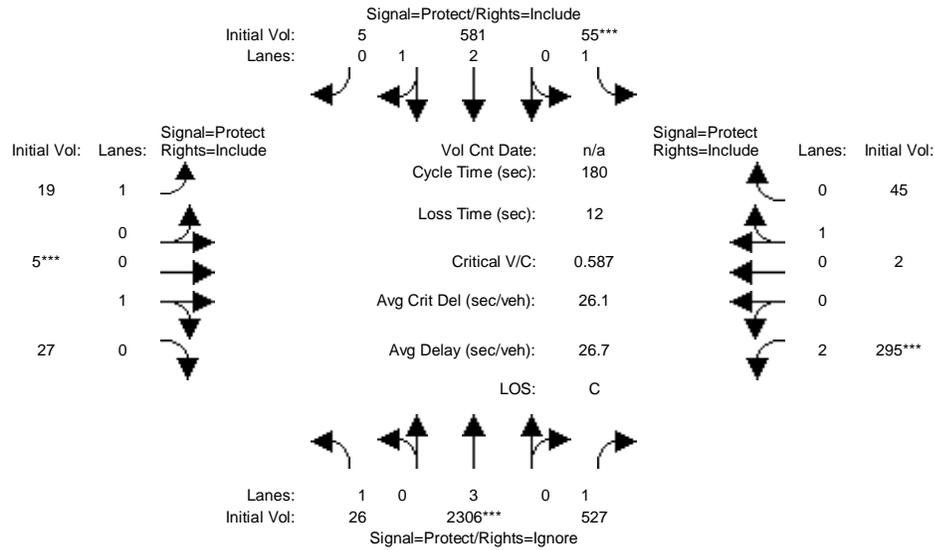 Signal=Protect/Rights=Include
Initial Vol: 5 581 55***
Lanes: 0 1 2 0 1
Signal=Protect
Rights=Include
Initial Vol: Lanes:
Vol Cnt Date: n/a
Signal=Protect
Rights=Include
Lanes: Initial Vol:
Cycle Time (sec): 180
19 1
0 45
Loss Time (sec): 12
0
1
5*** 0
Critical V/C: 0.587
0 2
1
Avg Crit Del (sec/veh): 26.1
0
27 0
Avg Delay (sec/veh): 26.7
2 295***
LOS: C
Lanes: 1 0 3 0 1
Initial Vol: 26 2306*** 527
Signal=Protect/Rights=Ignore